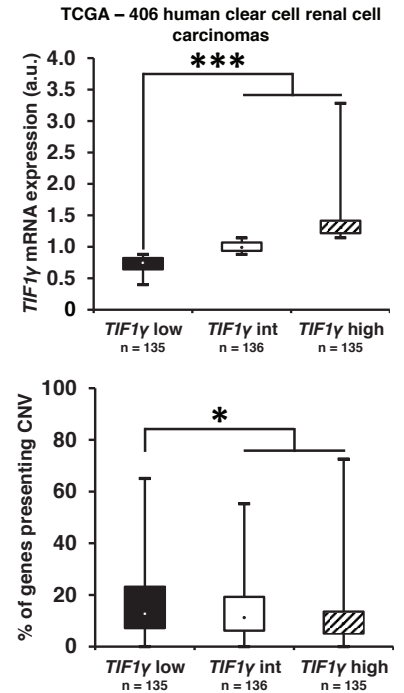 TCGA – 406 human clear cell renal cell
carcinomas
TIF1γ mRNA expression (a.u.)
4.0
3.5
3.0
2.5
2.0
1.5
1.0
0.5
0
***
TIF1γ low
n = 135
TIF1γ int
n = 136
TIF1γ high
n = 135
% of genes presenting CNV
100
80
60
40
20
0
*
TIF1γ low
n = 135
TIF1γ int
n = 136
TIF1γ high
n = 135